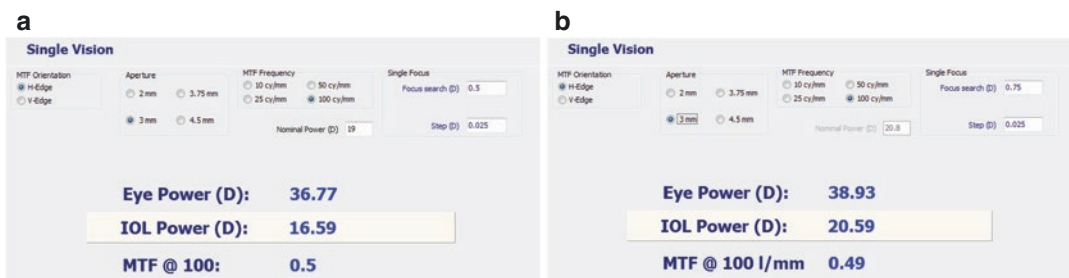 a
Single Vision
MTF Orientation
H-Edge
V-Edge
Aperture
2 mm 3.75 mm
3 mm 4.5 mm
MTF Frequency
10 cy/mm 50 cy/mm
25 cy/mm 100 cy/mm
Nominal Power (D) 19
Single Focus
Focus search (D) 0.5
Step (D) 0.025
Eye Power (D): 36.77
IOL Power (D): 16.59
MTF @ 100: 0.5
b
Single Vision
MTF Orientation
H-Edge
V-Edge
Aperture
2 mm 3.75 mm
3 mm 4.5 mm
MTF Frequency
10 cy/mm 50 cy/mm
25 cy/mm 100 cy/mm
Nominal Power (D) 20.8
Single Focus
Focus search (D) 0.75
Step (D) 0.025
Eye Power (D): 38.93
IOL Power (D): 20.59
MTF @ 100 l/mm 0.49